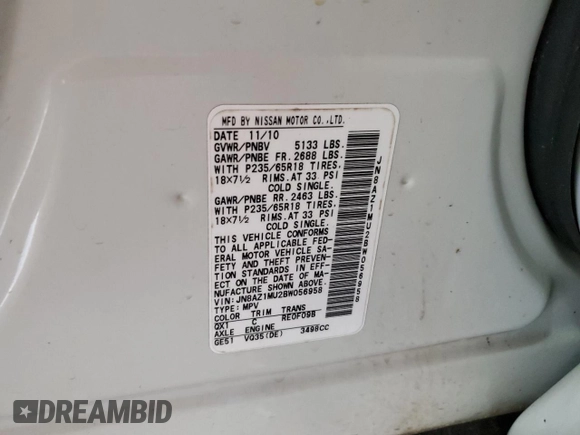 MFD BY NISSAN MOTOR CO.,LTD.
DATE 11/10
GVWR/PNBV 5133 LBS.
GAWR/PNBE FR. 2688 LBS.
WITH P235/65R18 TIRES.
18×7½ RIMS.AT 33 PSI
COLD SINGLE.
GAWR/PNBE RR. 2463 LBS.
WITH P235/65R18 TIRES.
18×7½ RIMS.AT 33 PSI
COLD SINGLE.
THIS VEHICLE CONFORMS
TO ALL APPLICABLE FED-
ERAL MOTOR VEHICLE SA-
FETY AND THEFT PREVEN-
TION STANDARDS IN EFF-
ECT ON THE DATE OF MA-
NUFACTURE SHOWN ABOVE.
VIN: JN8AZ1MU2BW056958
TYPE: MPV
COLOR TRIM TRANS
QX1 C RE0F09B
AXLE ENGINE
GE51 VQ35(DE) 3498CC
JN8AZ1MU2BW056958
DREAMBID